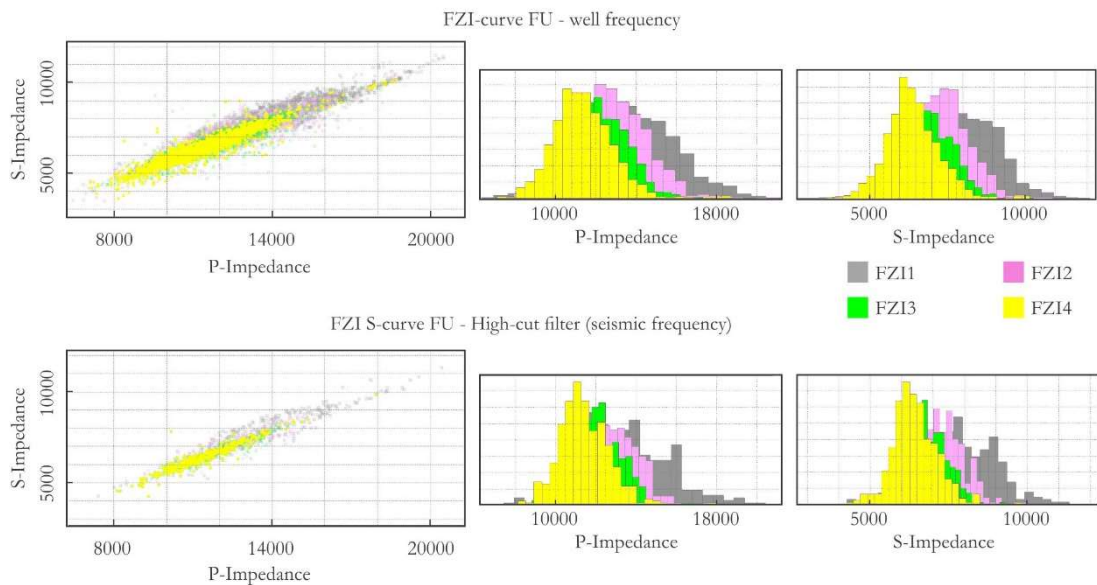 FZI-curve FU - well frequency
S-Impedance
10000
5000
8000
14000
20000
P-Impedance
10000
18000
P-Impedance
5000
10000
S-Impedance
FZI1
FZI2
FZI3
FZI4
FZI S-curve FU - High-cut filter (seismic frequency)
S-Impedance
10000
5000
8000
14000
20000
P-Impedance
10000
18000
P-Impedance
5000
10000
S-Impedance